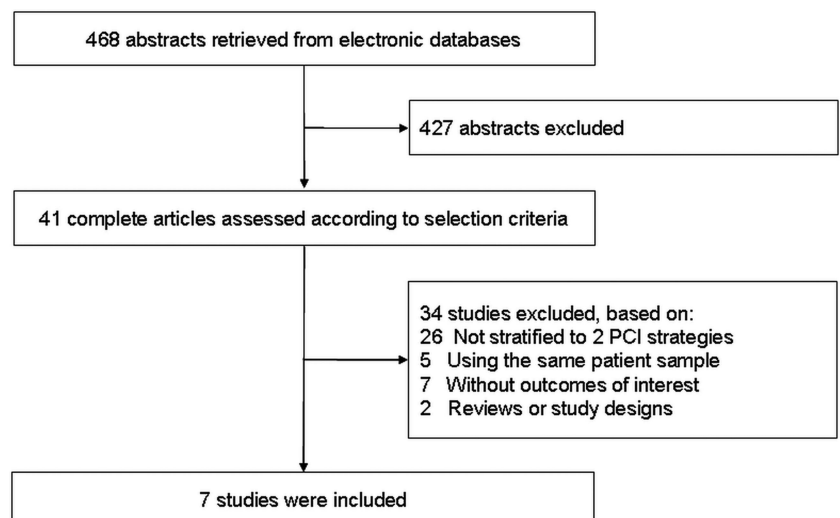 468 abstracts retrieved from electronic databases
427 abstracts excluded
41 complete articles assessed according to selection criteria
34 studies excluded, based on:
26 Not stratified to 2 PCI strategies
5 Using the same patient sample
7 Without outcomes of interest
2 Reviews or study designs
7 studies were included